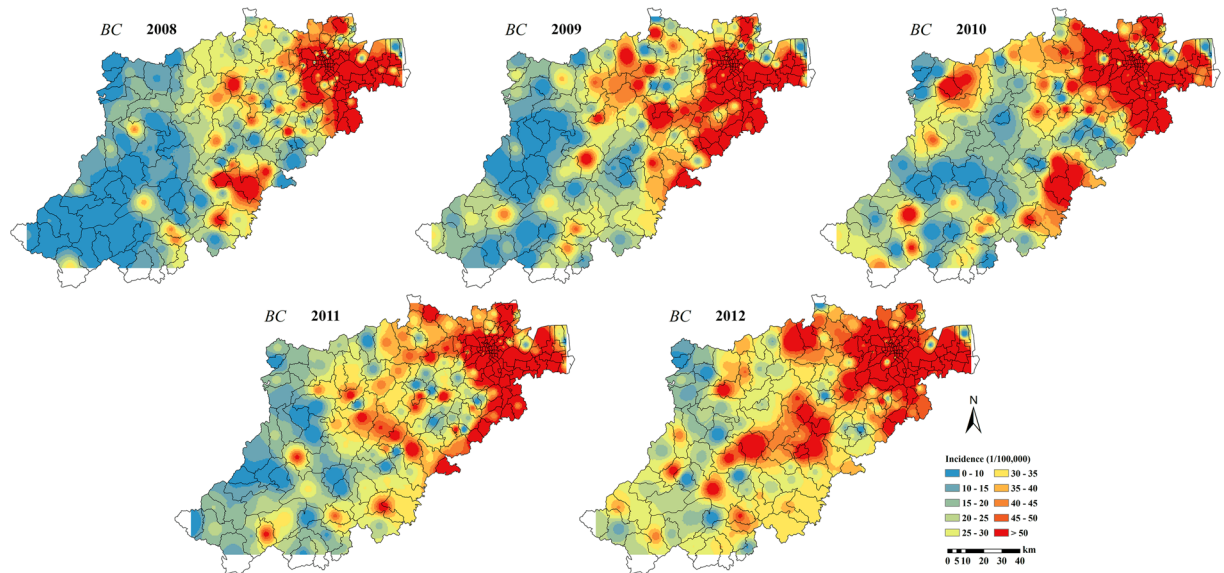 BC 2008
BC 2009
BC 2010
BC 2011
BC 2012
N
Incidence (1/100,000)
0 - 10 30 - 35
10 - 15 35 - 40
15 - 20 40 - 45
20 - 25 45 - 50
25 - 30 > 50
km
0 5 10 20 30 40